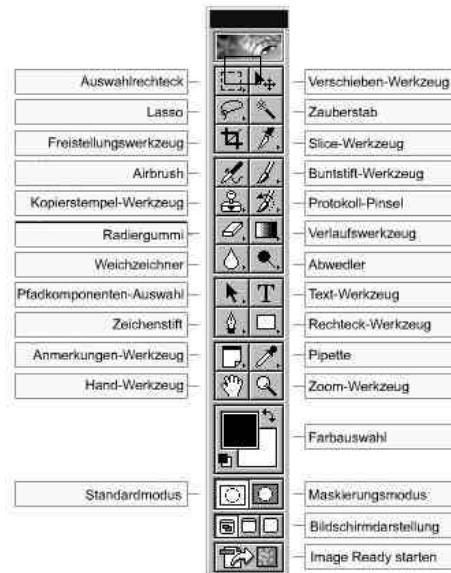 Auswahlrechteck
Verschieben-Werkzeug
Lasso
Zauberstab
Freistellungswerkzeug
Slice-Werkzeug
Airbrush
Buntstift-Werkzeug
Kopierstempel-Werkzeug
Protokoll-Pinsel
Radiergummi
Verlaufswerkzeug
Weichzeichner
Abwedler
Pfadkomponenten-Auswahl
T
Text-Werkzeug
Zeichenstift
Rechteck-Werkzeug
Anmerkungen-Werkzeug
Pipette
Hand-Werkzeug
Zoom-Werkzeug
Farbauswahl
Standardmodus
Maskierungsmodus
Bildschirmdarstellung
Image Ready starten